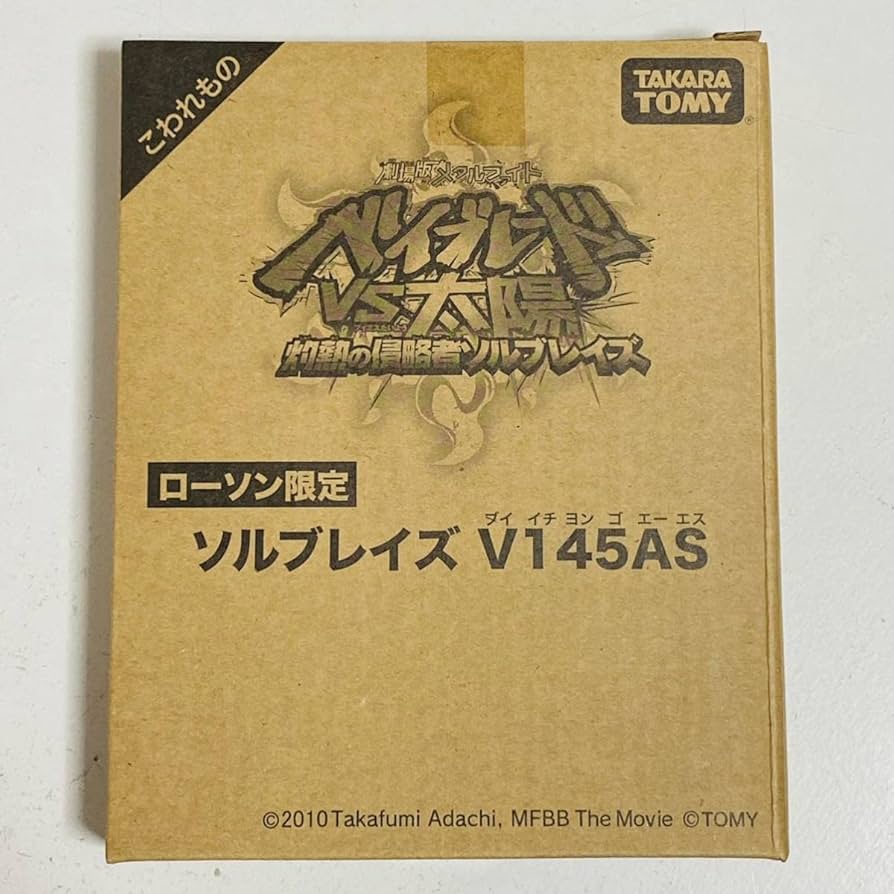 こわれもの
TAKARA
TOMY
®
劇場版メタルファイト
ベイブレード
VS太陽
灼熱の侵略者ソルブレイズ
ローソン限定
ブイ イチ ヨン ゴ エー エス
ソルブレイズ V145AS
©2010 Takafumi Adachi, MFBB The Movie ©TOMY